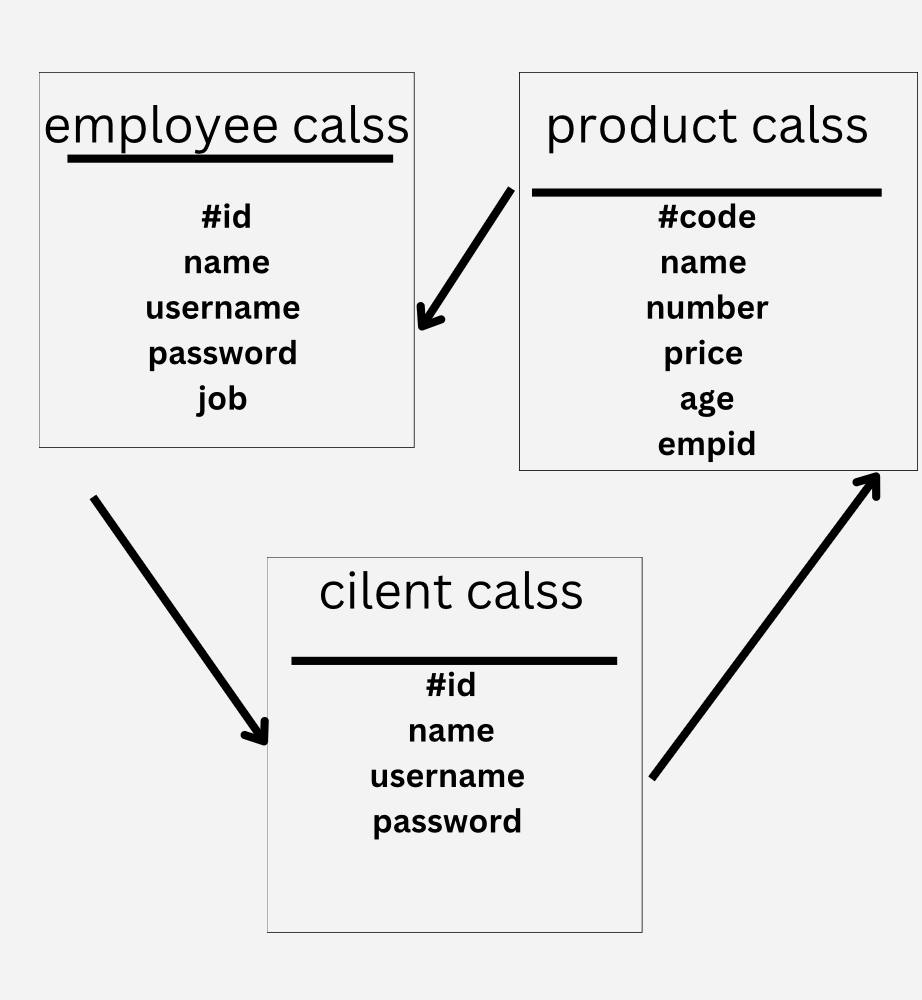 employee calss
#id
name
username
password
job
product calss
#code
name
number
price
age
empid
cilent calss
#id
name
username
password